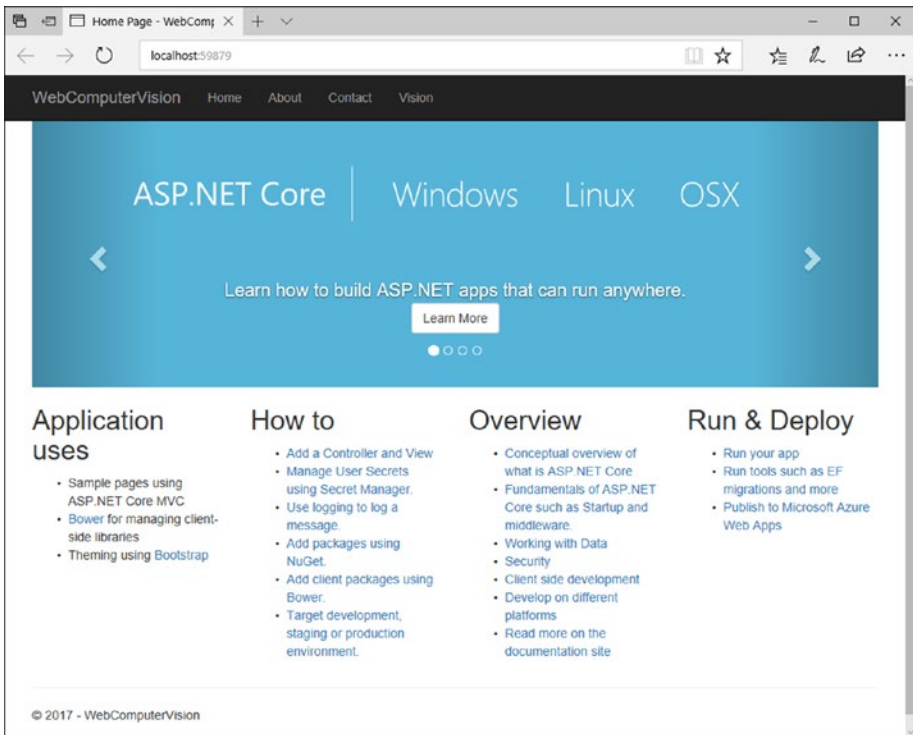 Home Page - WebComp
localhost:59879
WebComputerVision Home About Contact Vision
ASP.NET Core Windows Linux OSX
Learn how to build ASP.NET apps that can run anywhere.
Learn More
Application
uses
• Sample pages using
ASP.NET Core MVC
• Bower for managing client-
side libraries
• Theming using Bootstrap
How to
• Add a Controller and View
• Manage User Secrets
using Secret Manager.
• Use logging to log a
message.
• Add packages using
NuGet.
• Add client packages using
Bower.
• Target development,
staging or production
environment.
Overview
• Conceptual overview of
what is ASP.NET Core
• Fundamentals of ASP.NET
Core such as Startup and
middleware.
• Working with Data
• Security
• Client side development
• Develop on different
platforms
• Read more on the
documentation site
Run & Deploy
• Run your app
• Run tools such as EF
migrations and more
• Publish to Microsoft Azure
Web Apps
© 2017 - WebComputerVision